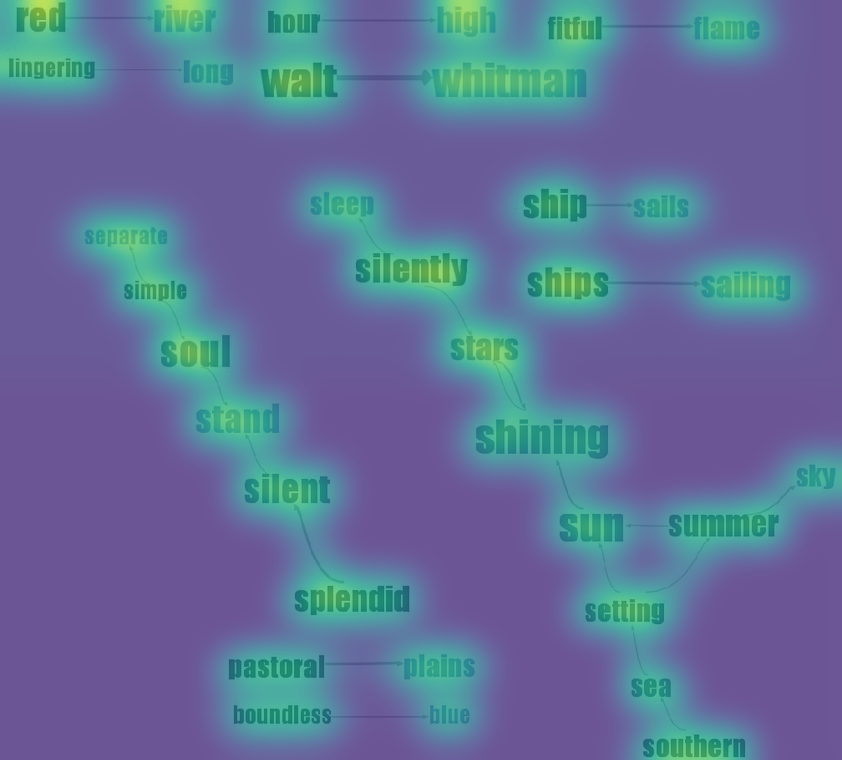 red river hour high fitful flame
lingering long walt whitman
sleep ship sails
separate
silently
simple ships sailing
soul stars
stand
shining
silent sky
sun summer
splendid setting
pastoral plains
sea
boundless blue
southern